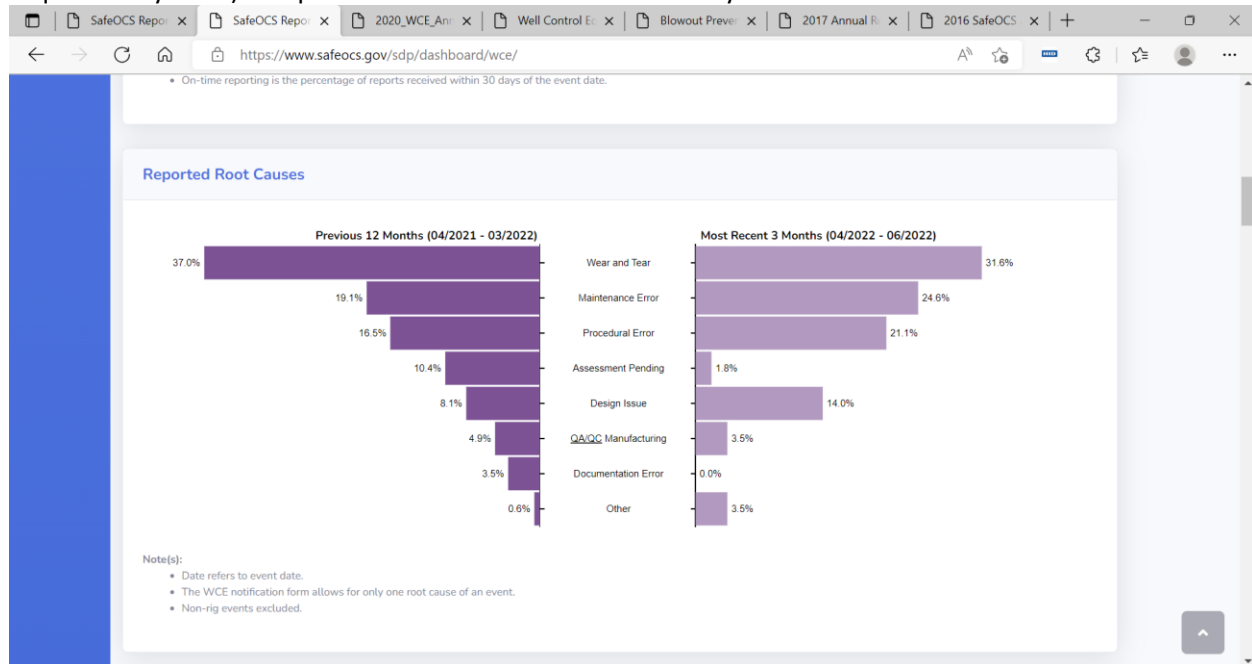 SafeOCS Repor
SafeOCS Repor
2020_WCE_Ann
Well Control Ec
Blowout Prever
2017 Annual R
2016 SafeOCS
https://www.safeocs.gov/sdp/dashboard/wce/
• On-time reporting is the percentage of reports received within 30 days of the event date.
Reported Root Causes
Previous 12 Months (04/2021 - 03/2022) Most Recent 3 Months (04/2022 - 06/2022)
37.0% Wear and Tear 31.6%
19.1% Maintenance Error 24.6%
16.5% Procedural Error 21.1%
10.4% Assessment Pending 1.8%
8.1% Design Issue 14.0%
4.9% QA/QC Manufacturing 3.5%
3.5% Documentation Error 0.0%
0.6% Other 3.5%
Note(s):
• Date refers to event date.
• The WCE notification form allows for only one root cause of an event.
• Non-rig events excluded.